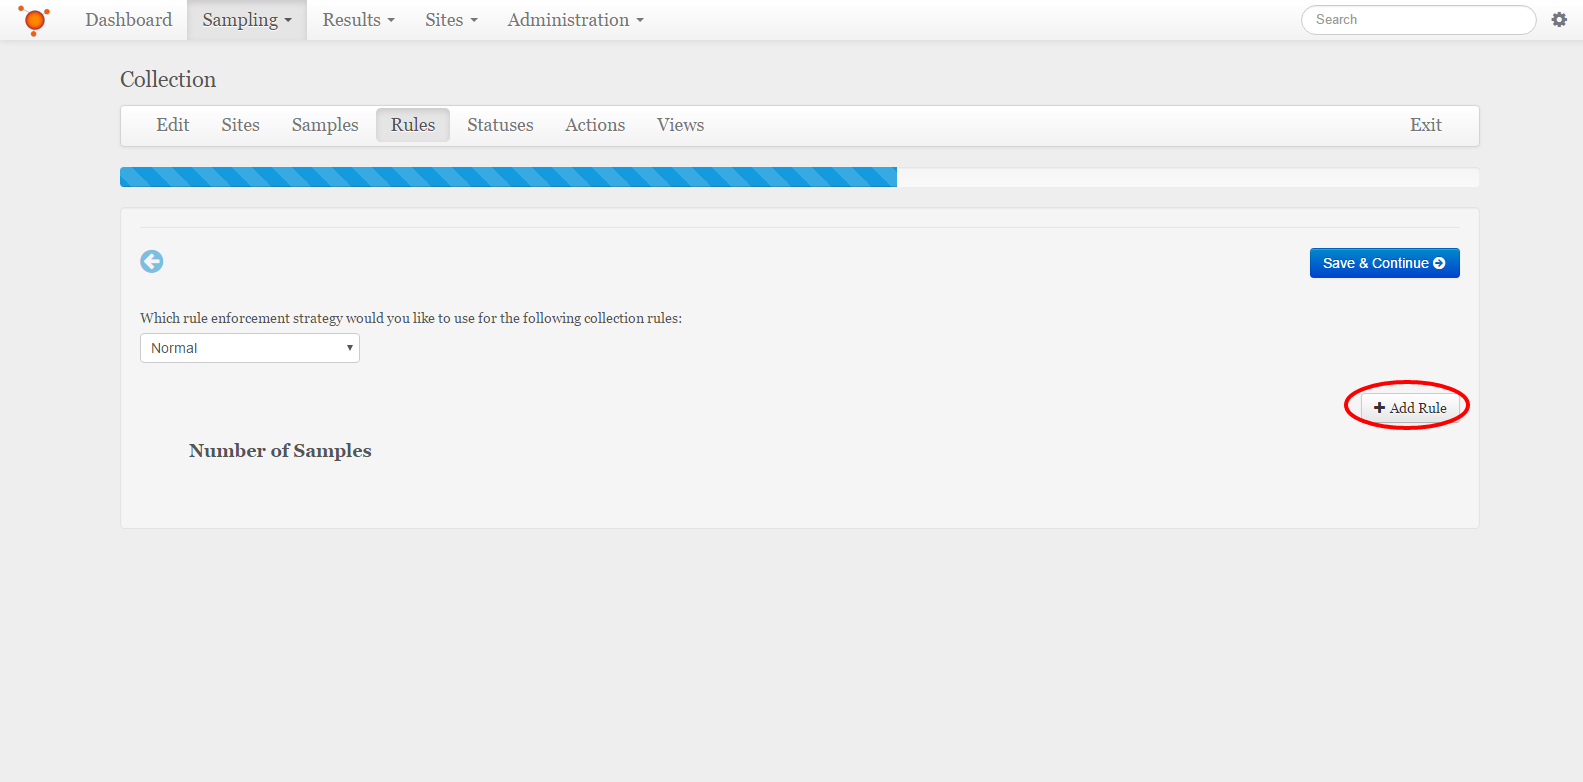 Dashboard Sampling Results Sites Administration Search
Collection
Edit Sites Samples Rules Statuses Actions Views Exit
Save & Continue
Which rule enforcement strategy would you like to use for the following collection rules:
Normal
Add Rule
Number of Samples